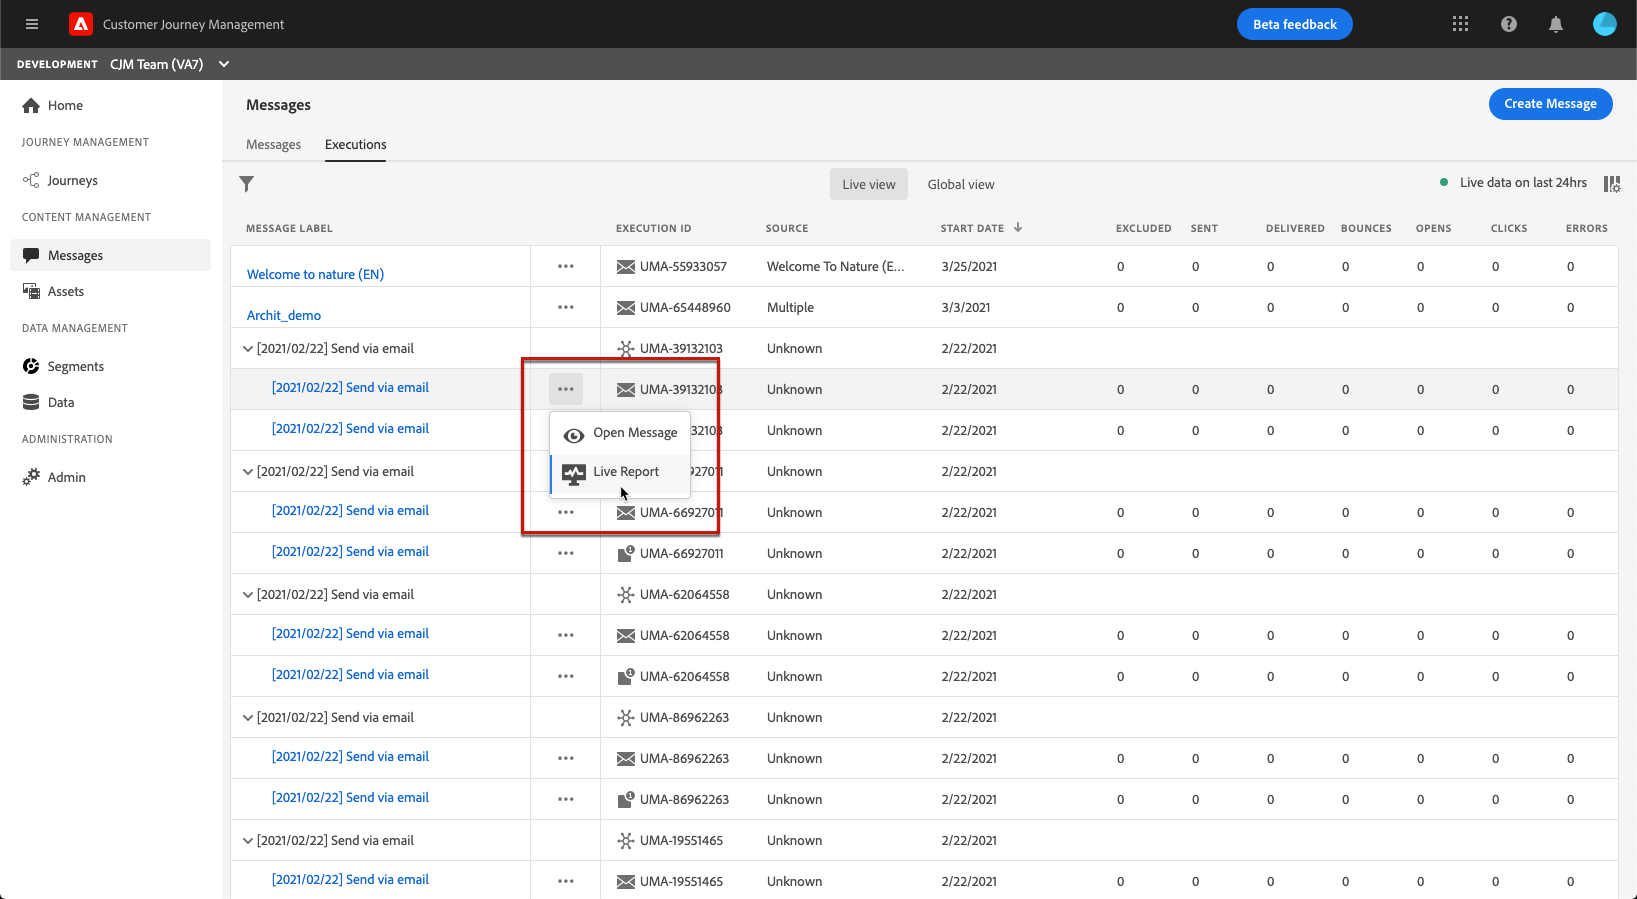 Customer Journey Management
Beta feedback
DEVELOPMENT CJM Team (VA7)
Home
JOURNEY MANAGEMENT
Journeys
CONTENT MANAGEMENT
Messages
Assets
DATA MANAGEMENT
Segments
Data
ADMINISTRATION
Admin
Messages
Create Message
Messages Executions
Live view Global view
Live data on last 24hrs
MESSAGE LABEL EXECUTION ID SOURCE START DATE EXCLUDED SENT DELIVERED BOUNCES OPENS CLICKS ERRORS
Welcome to nature (EN) UMA-55933057 Welcome To Nature (E... 3/25/2021 0 0 0 0 0 0 0
Archit_demo UMA-65448960 Multiple 3/3/2021 0 0 0 0 0 0 0
[2021/02/22] Send via email UMA-39132103 Unknown 2/22/2021
[2021/02/22] Send via email UMA-39132103 Unknown 2/22/2021 0 0 0 0 0 0 0
[2021/02/22] Send via email 32103 Unknown 2/22/2021 0 0 0 0 0 0 0
Open Message
[2021/02/22] Send via email 927011 Unknown 2/22/2021
Live Report
[2021/02/22] Send via email UMA-66927011 Unknown 2/22/2021 0 0 0 0 0 0 0
[2021/02/22] Send via email UMA-66927011 Unknown 2/22/2021 0 0 0 0 0 0 0
[2021/02/22] Send via email UMA-62064558 Unknown 2/22/2021
[2021/02/22] Send via email UMA-62064558 Unknown 2/22/2021 0 0 0 0 0 0 0
[2021/02/22] Send via email UMA-62064558 Unknown 2/22/2021 0 0 0 0 0 0 0
[2021/02/22] Send via email UMA-86962263 Unknown 2/22/2021
[2021/02/22] Send via email UMA-86962263 Unknown 2/22/2021 0 0 0 0 0 0 0
[2021/02/22] Send via email UMA-86962263 Unknown 2/22/2021 0 0 0 0 0 0 0
[2021/02/22] Send via email UMA-19551465 Unknown 2/22/2021
[2021/02/22] Send via email UMA-19551465 Unknown 2/22/2021 0 0 0 0 0 0 0